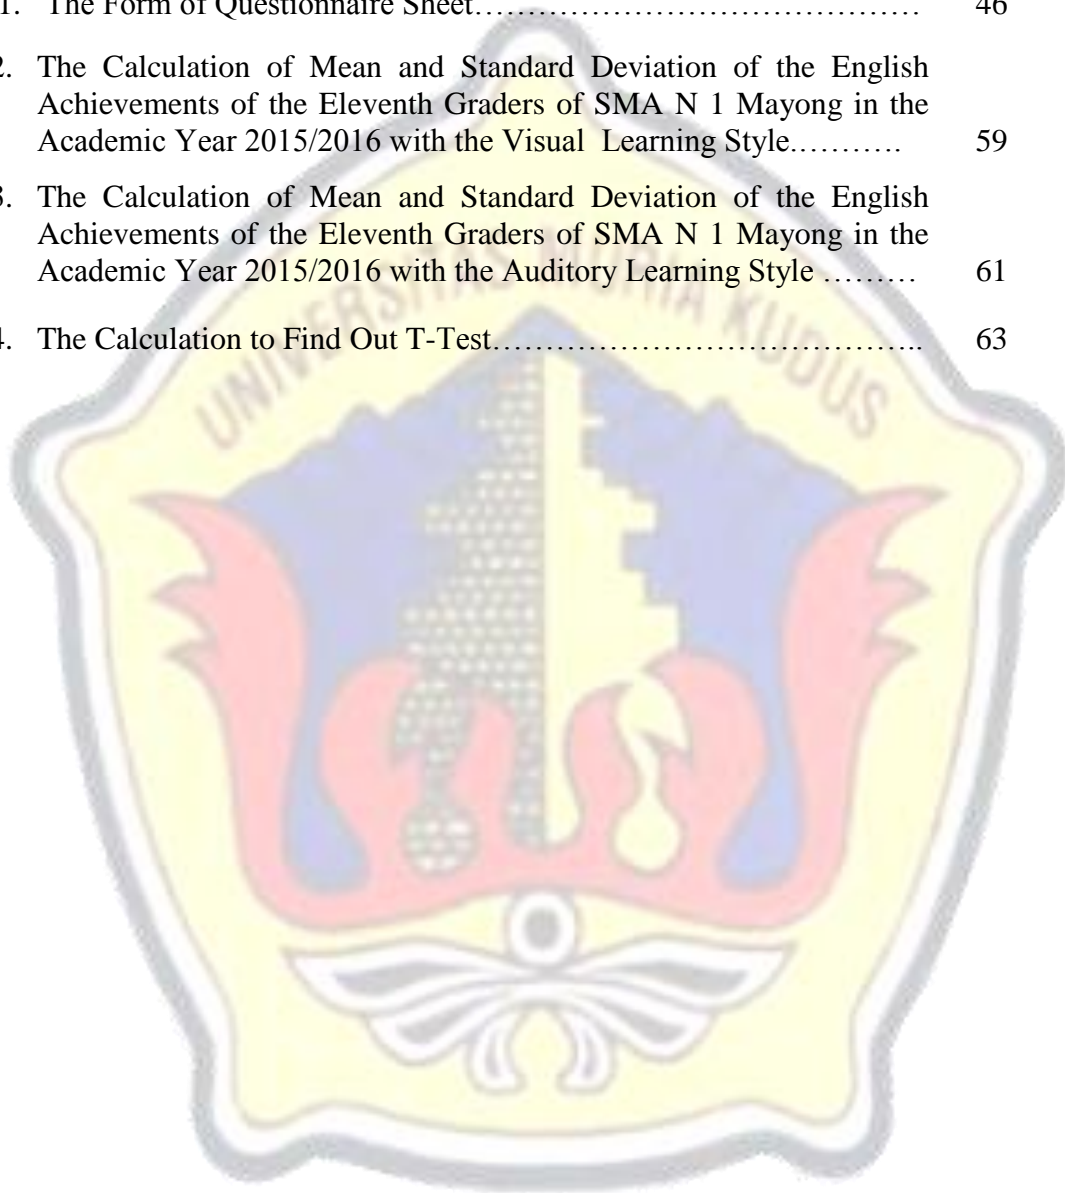 1. The Form of Questionnaire Sheet…………………………………… 46
2. The Calculation of Mean and Standard Deviation of the English
Achievements of the Eleventh Graders of SMA N 1 Mayong in the
Academic Year 2015/2016 with the Visual Learning Style.………. 59
3. The Calculation of Mean and Standard Deviation of the English
Achievements of the Eleventh Graders of SMA N 1 Mayong in the
Academic Year 2015/2016 with the Auditory Learning Style ……… 61
4. The Calculation to Find Out T-Test…………………………………….. 63
UNIVERSITAS MURIA KUDUS